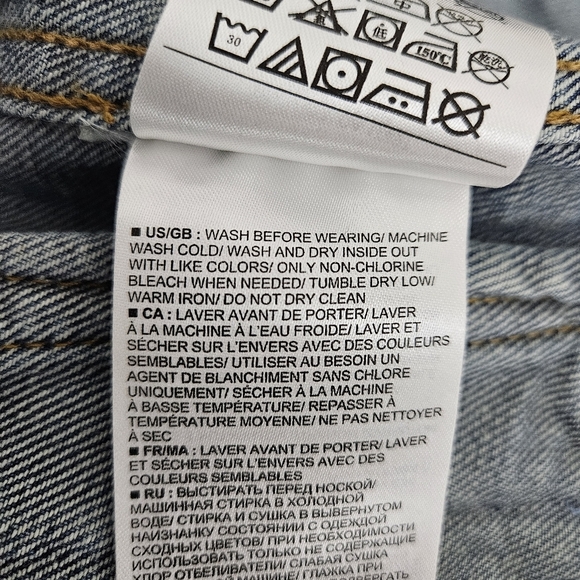 中
低
150°C
30
■ US/GB : WASH BEFORE WEARING/ MACHINE
WASH COLD/ WASH AND DRY INSIDE OUT
WITH LIKE COLORS/ ONLY NON-CHLORINE
BLEACH WHEN NEEDED/ TUMBLE DRY LOW/
WARM IRON/ DO NOT DRY CLEAN
■ CA : LAVER AVANT DE PORTER/ LAVER
À LA MACHINE À L'EAU FROIDE/ LAVER ET
SÉCHER SUR L'ENVERS AVEC DES COULEURS
SEMBLABLES/ UTILISER AU BESOIN UN
AGENT DE BLANCHIMENT SANS CHLORE
UNIQUEMENT/ SÉCHER À LA MACHINE
À BASSE TEMPÉRATURE/ REPASSER À
TEMPÉRATURE MOYENNE/ NE PAS NETTOYER
À SEC
■ FR/MA : LAVER AVANT DE PORTER/ LAVER
ET SÉCHER SUR L'ENVERS AVEC DES
COULEURS SEMBLABLES
■ RU : ВЫСТИРАТЬ ПЕРЕД НОСКОЙ/
МАШИННАЯ СТИРКА В ХОЛОДНОЙ
ВОДЕ/ СТИРКА И СУШКА В ВЫВЕРНУТОМ
НАИЗНАНКУ СОСТОЯНИИ С ОДЕЖДОЙ
СХОДНЫХ ЦВЕТОВ/ ПРИ НЕОБХОДИМОСТИ
ИСПОЛЬЗОВАТЬ ТОЛЬКО НЕ СОДЕРЖАЩИЕ
ХЛОР ОТБЕЛИВАТЕЛИ/ СЛАБАЯ СУШКА
МАШИНЕ/ ГЛАЖКА ПРИ